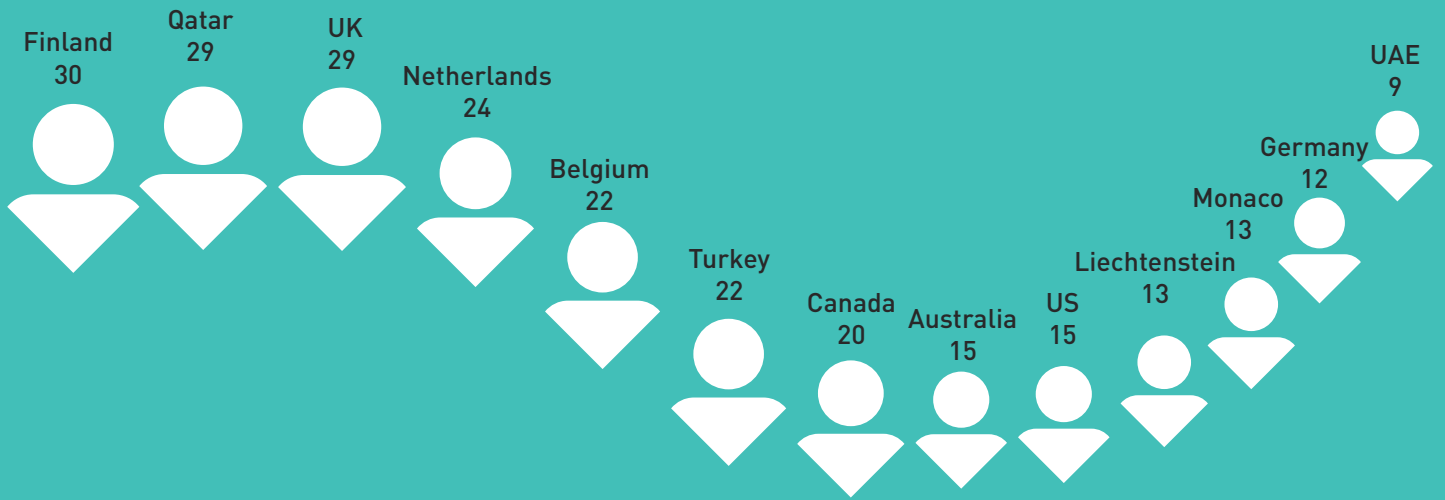 Finland
30
Qatar
29
UK
29
Netherlands
24
Belgium
22
Turkey
22
Canada
20
Australia
15
US
15
Liechtenstein
13
Monaco
13
Germany
12
UAE
9